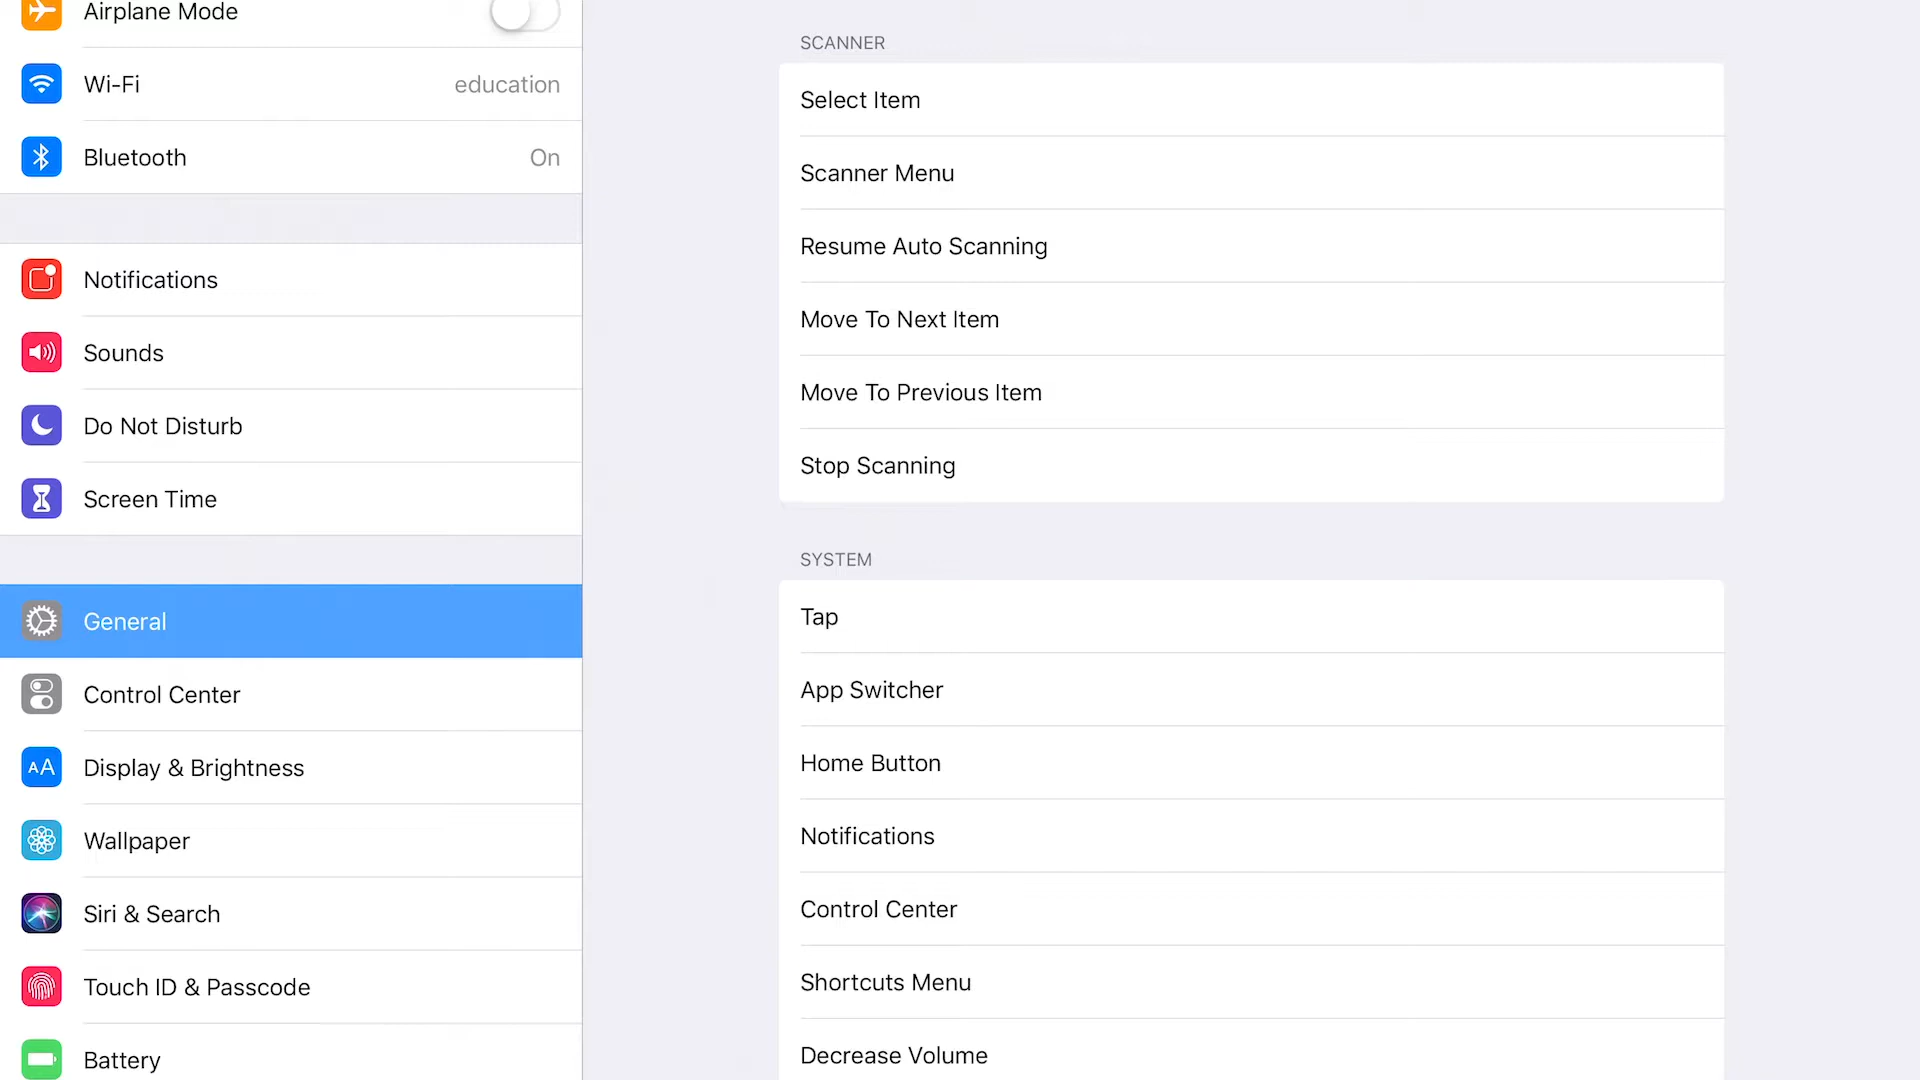 Airplane Mode
Wi-Fi education
Bluetooth On
Notifications
Sounds
Do Not Disturb
Screen Time
General
Control Center
AA Display & Brightness
Wallpaper
Siri & Search
Touch ID & Passcode
Battery
SCANNER
Select Item
Scanner Menu
Resume Auto Scanning
Move To Next Item
Move To Previous Item
Stop Scanning
SYSTEM
Tap
App Switcher
Home Button
Notifications
Control Center
Shortcuts Menu
Decrease Volume